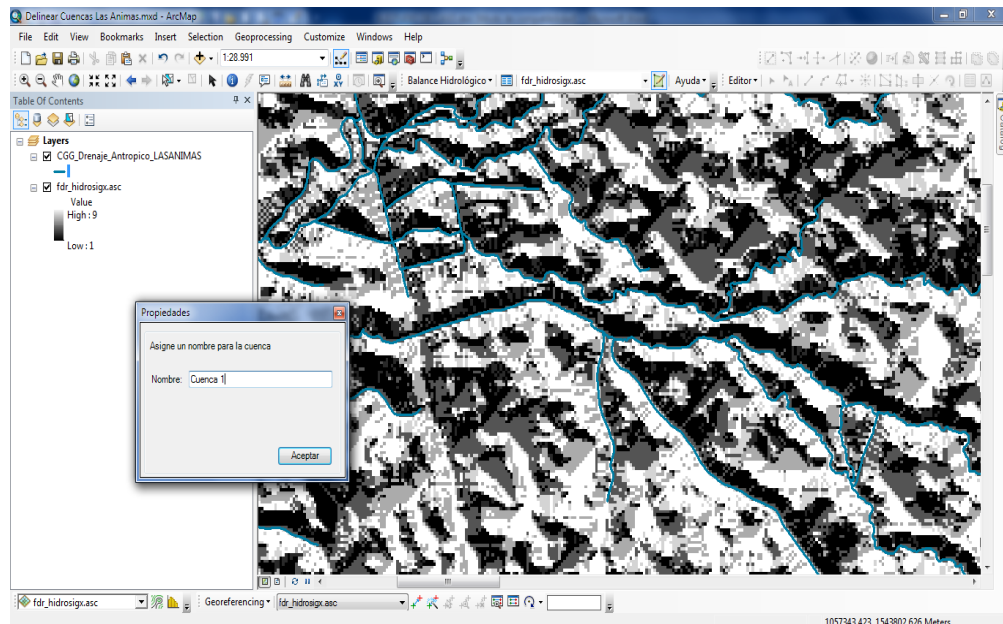 Delinear Cuencas Las Animas.mxd - ArcMap
File Edit View Bookmarks Insert Selection Geoprocessing Customize Windows Help
1:28.991
Balance Hidrológico fdr_hidrosigx.asc Ayuda Editor
Table Of Contents
Layers
CGG_Drenaje_Antropico_LASANIMAS
fdr_hidrosigx.asc
Value
High : 9
Low : 1
Propiedades
Asigne un nombre para la cuenca
Nombre: Cuenca 1
Aceptar
Catalog
fdr_hidrosigx.asc Georeferencing fdr_hidrosigx.asc
1057343,423 1543802,626 Meters